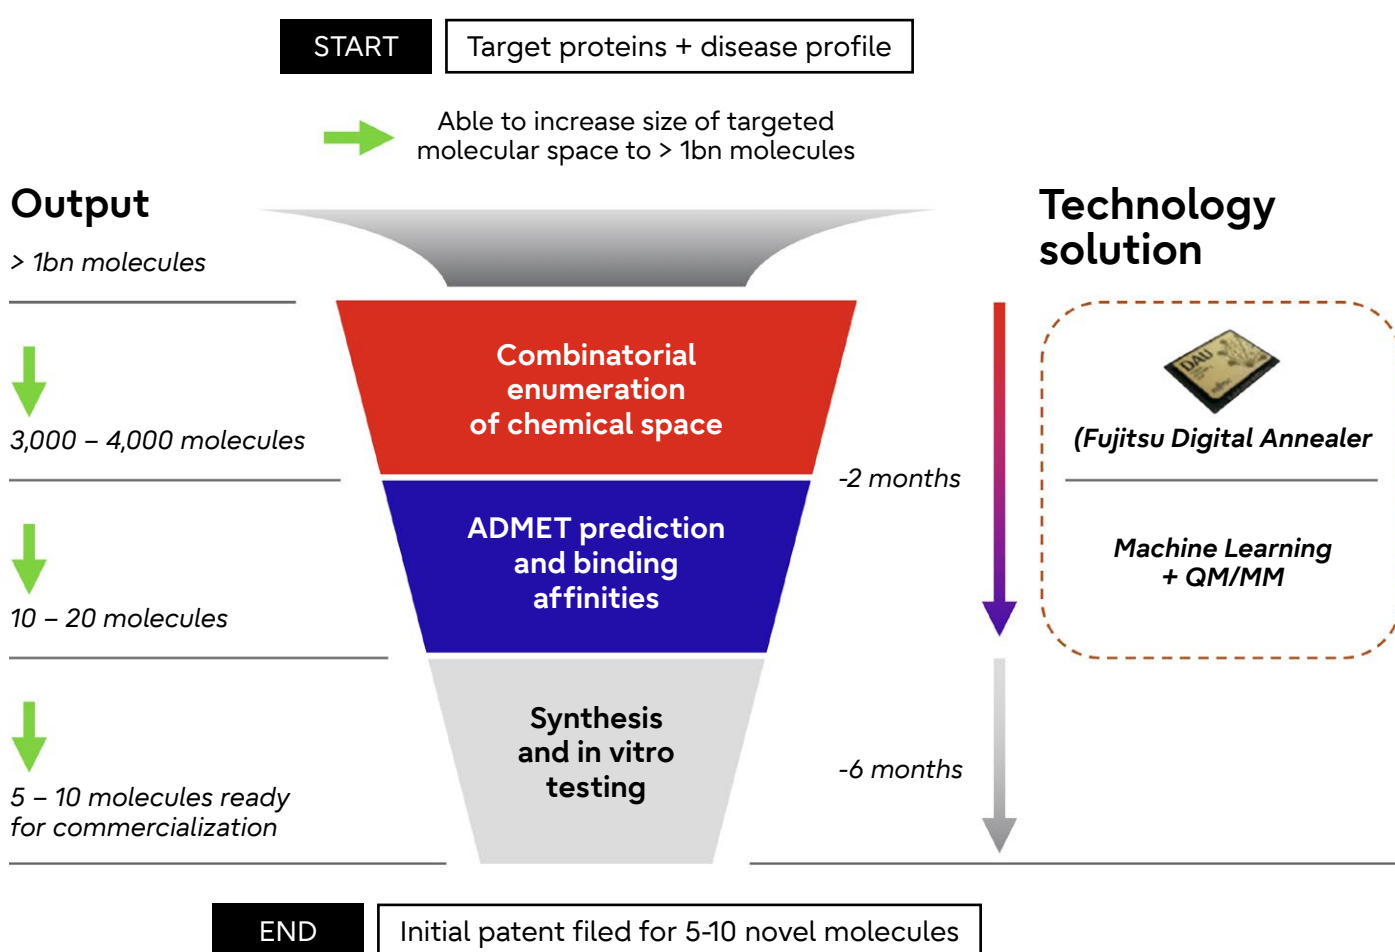 START
Target proteins + disease profile
Able to increase size of targeted
molecular space to > 1bn molecules
Output
> 1bn molecules
3,000 – 4,000 molecules
10 – 20 molecules
5 – 10 molecules ready
for commercialization
Combinatorial
enumeration
of chemical space
ADMET prediction
and binding
affinities
Synthesis
and in vitro
testing
-2 months
-6 months
Technology
solution
DAU
(Fujitsu Digital Annealer
Machine Learning
+ QM/MM
END
Initial patent filed for 5-10 novel molecules